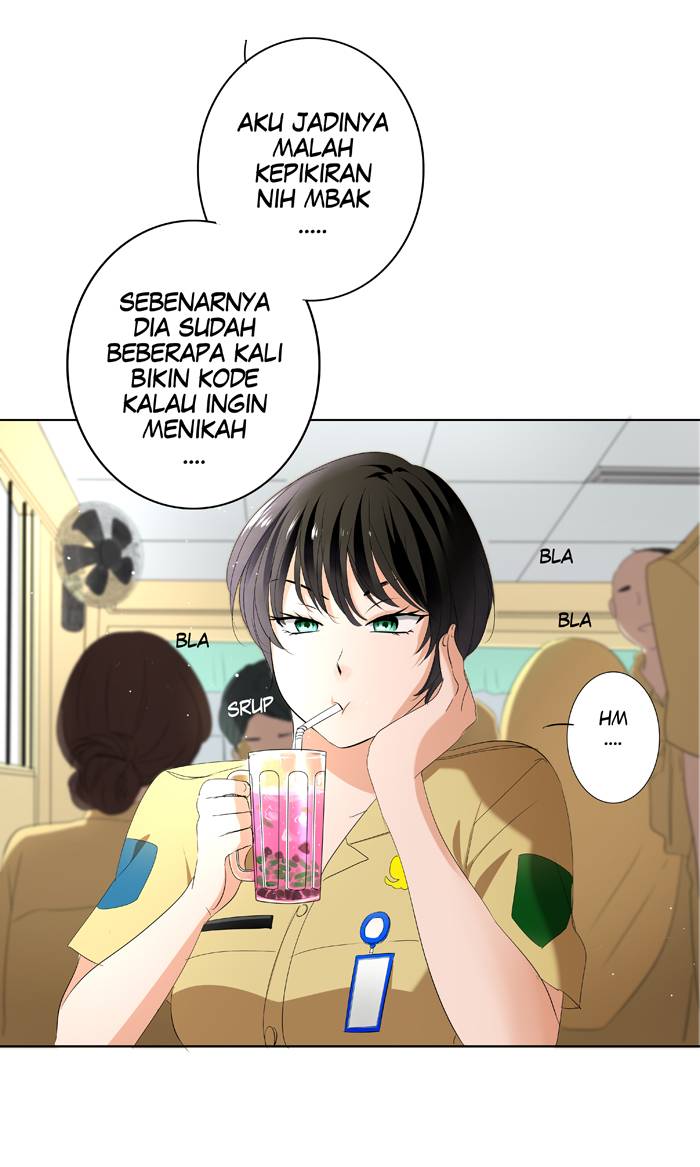 AKU JADINYA
MALAH
KEPIKIRAN
NIH MBAK
.....
SEBENARNYA
DIA SUDAH
BEBERAPA KALI
BIKIN KODE
KALAU INGIN
MENIKAH
....
BLA
BLA
BLA
SRUP
HM
....